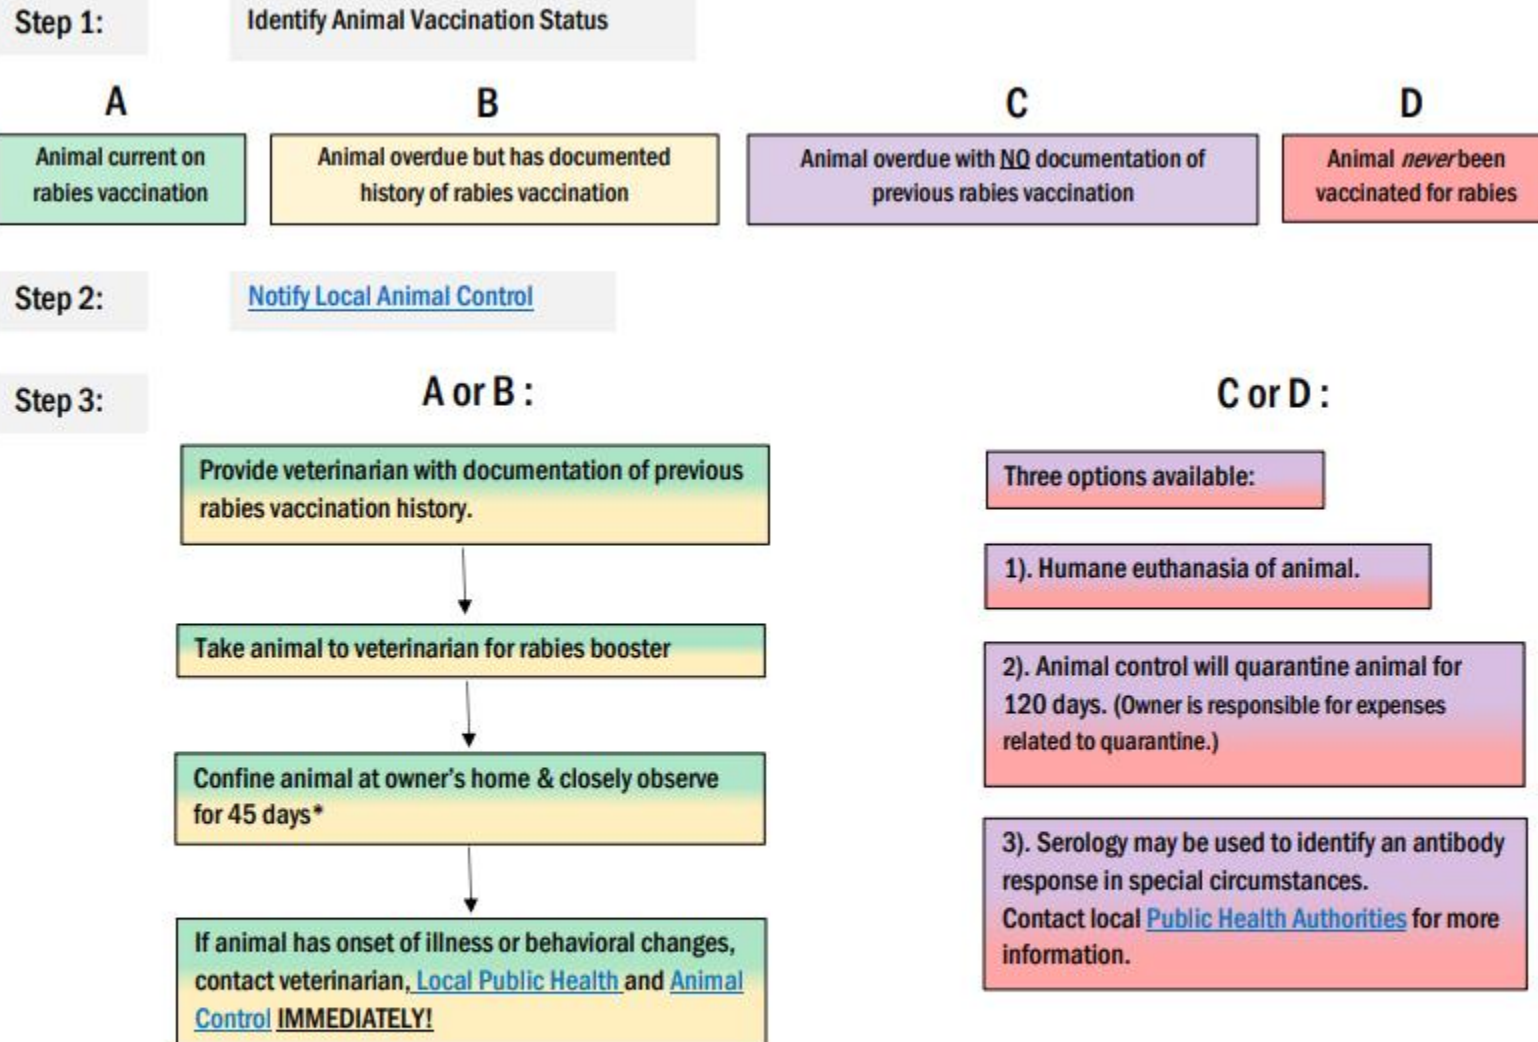 Step 1:
Identify Animal Vaccination Status
A
B
C
D
Animal current on
rabies vaccination
Animal overdue but has documented
history of rabies vaccination
Animal overdue with NO documentation of
previous rabies vaccination
Animal never been
vaccinated for rabies
Step 2:
Notify Local Animal Control
Step 3:
A or B :
Provide veterinarian with documentation of previous
rabies vaccination history.
Take animal to veterinarian for rabies booster
Confine animal at owner's home & closely observe
for 45 days*
If animal has onset of illness or behavioral changes,
contact veterinarian, Local Public Health and Animal
Control IMMEDIATELY!
C or D :
Three options available:
1). Humane euthanasia of animal.
2). Animal control will quarantine animal for
120 days. (Owner is responsible for expenses
related to quarantine.)
3). Serology may be used to identify an antibody
response in special circumstances.
Contact local Public Health Authorities for more
information.